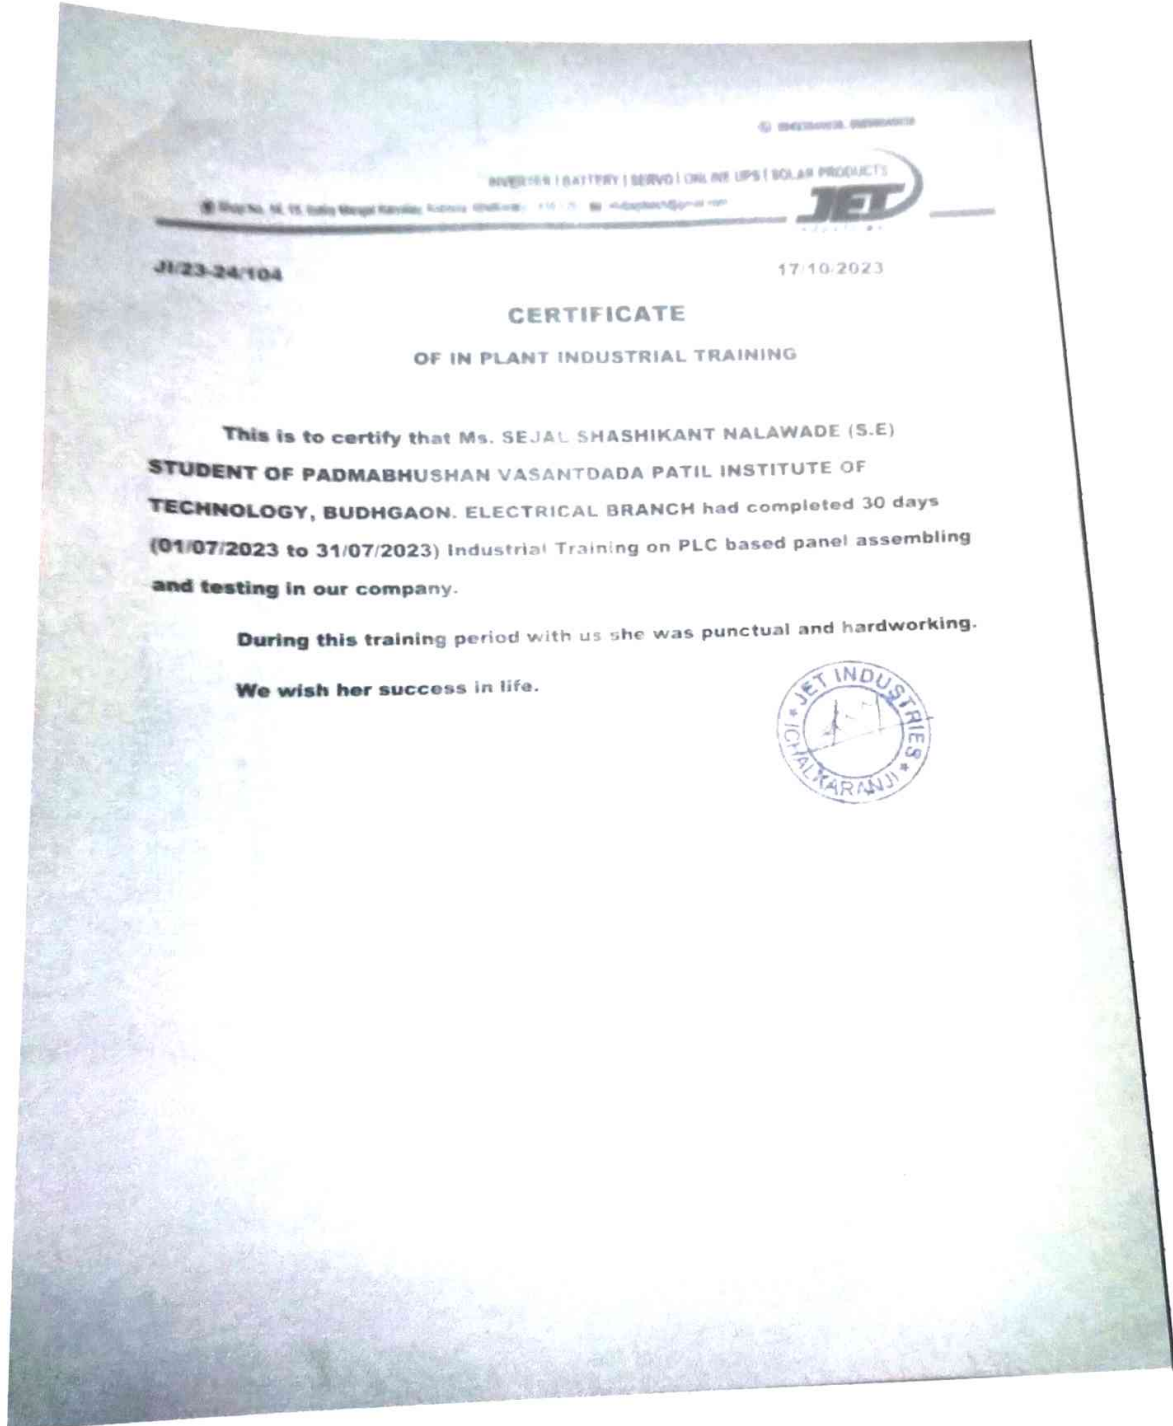 INVERTER | BATTERY | SERVO | ONLINE UPS | SOLAR PRODUCTS
Shop No.
JET
JI/23-24/104
17/10/2023
CERTIFICATE
OF IN PLANT INDUSTRIAL TRAINING
This is to certify that Ms. SEJAL SHASHIKANT NALAWADE (S.E)
STUDENT OF PADMABHUSHAN VASANTDADA PATIL INSTITUTE OF
TECHNOLOGY, BUDHGAON. ELECTRICAL BRANCH had completed 30 days
(01/07/2023 to 31/07/2023) Industrial Training on PLC based panel assembling
and testing in our company.
During this training period with us she was punctual and hardworking.
We wish her success in life.
★ JET INDUSTRIES ★
ICHALKARANJI